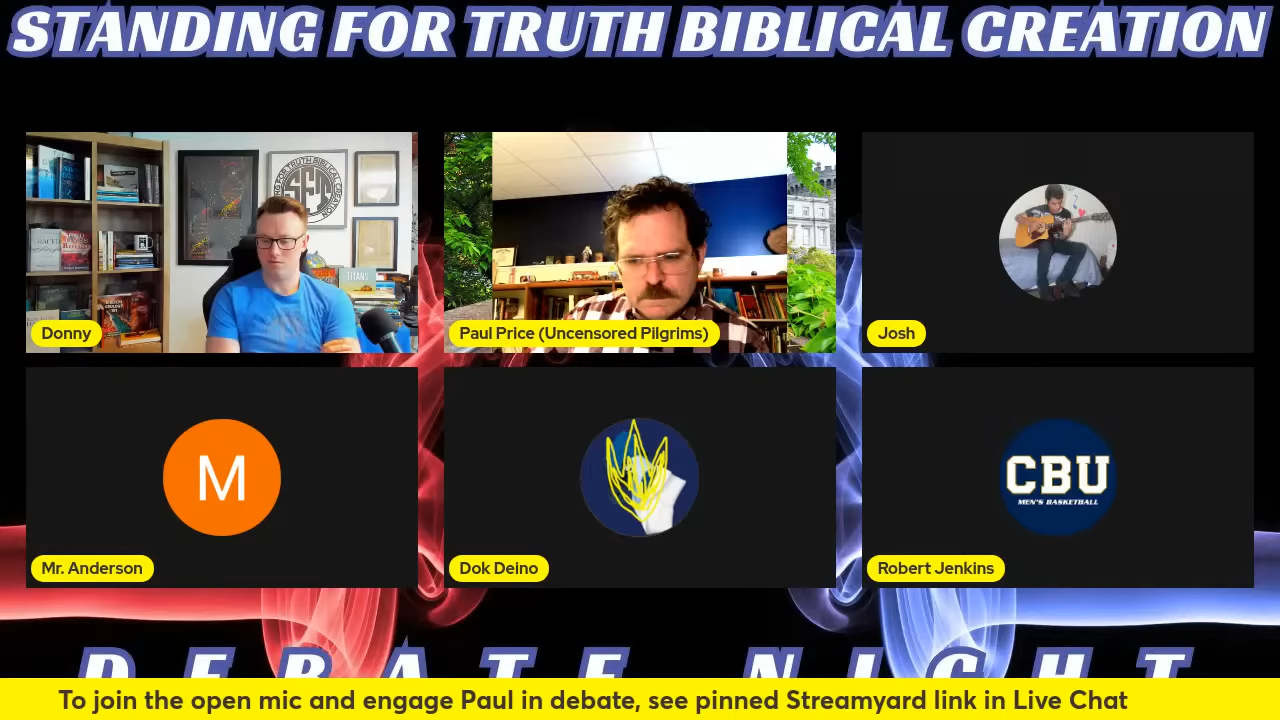 STANDING FOR TRUTH BIBLICAL CREATION
SFT
TITANS
Donny
Paul Price (Uncensored Pilgrims)
Josh
M
CBU
MEN'S BASKETBALL
Mr. Anderson
Dok Deino
Robert Jenkins
DEBATE NIGHT
To join the open mic and engage Paul in debate, see pinned Streamyard link in Live Chat